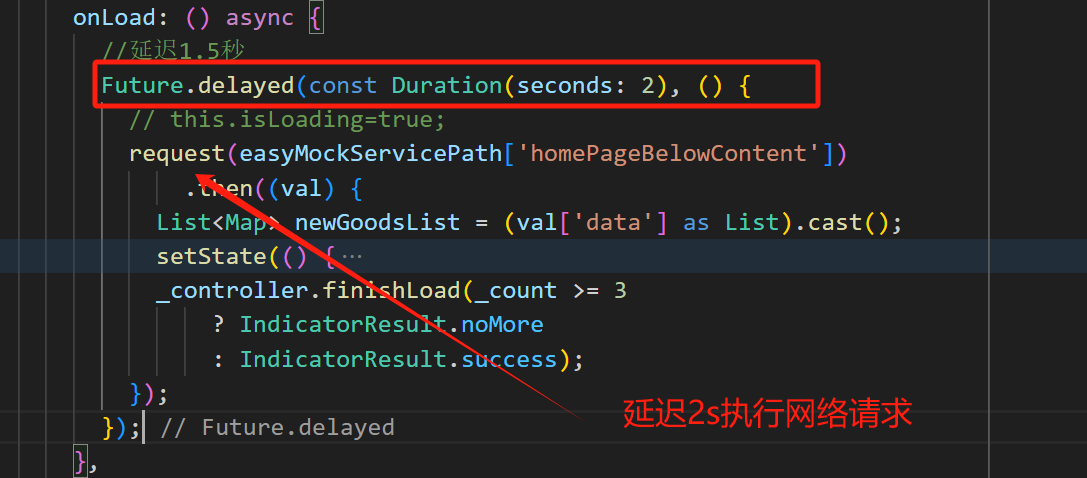 onLoad: () async {
//延迟1.5秒
Future.delayed(const Duration(seconds: 2), () {
// this.isLoading=true;
request(easyMockServicePath['homePageBelowContent'])
.then((val) {
List<Map> newGoodsList = (val['data'] as List).cast();
setState(() {…
_controller.finishLoad(_count >= 3
? IndicatorResult.noMore
: IndicatorResult.success);
});
延迟2s执行网络请求
}); // Future.delayed
},